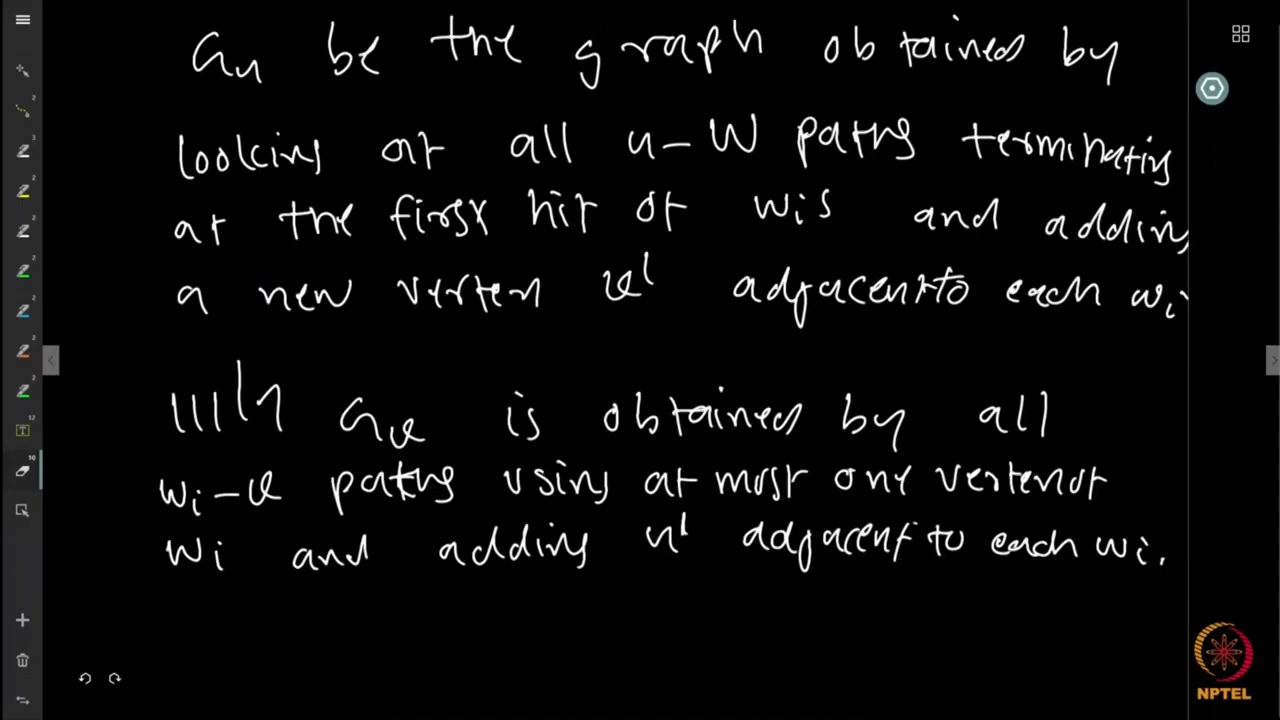 Gu be the graph obtained by
looking at all u-W paths terminating
at the first hit of wis and adding
a new vertex v' adjacent to each wi
|||ly Gv is obtained by all
wi-v paths using at most one vertex of
wi and adding u' adjacent to each wi.
NPTEL